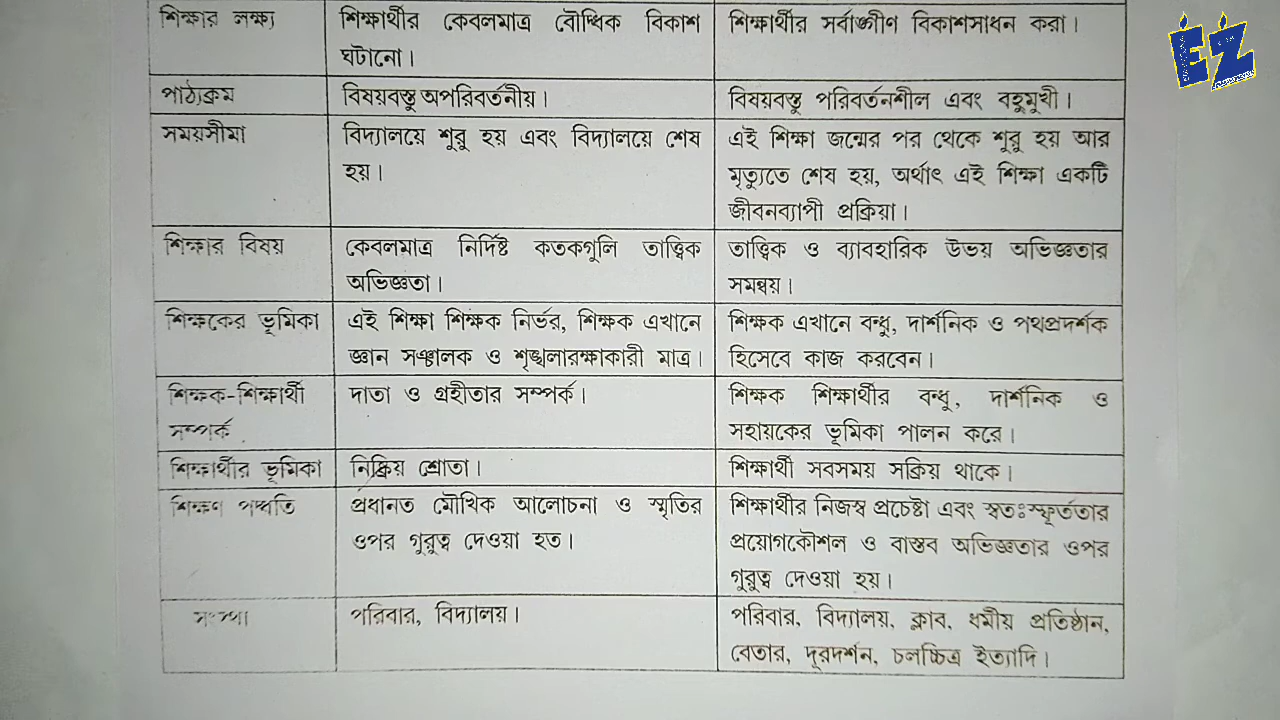 শিক্ষার লক্ষ্য
শিক্ষার্থীর কেবলমাত্র বৌদ্ধিক বিকাশ
ঘটানো।
শিক্ষার্থীর সর্বাঙ্গীণ বিকাশসাধন করা।
পাঠ্যক্রম
বিষয়বস্তু অপরিবর্তনীয়।
বিষয়বস্তু পরিবর্তনশীল এবং বহুমুখী।
সময়সীমা
বিদ্যালয়ে শুরু হয় এবং বিদ্যালয়ে শেষ
হয়।
এই শিক্ষা জন্মের পর থেকে শুরু হয় আর
মৃত্যুতে শেষ হয়, অর্থাৎ এই শিক্ষা একটি
জীবনব্যাপী প্রক্রিয়া।
শিক্ষার বিষয়
কেবলমাত্র নির্দিষ্ট কতকগুলি তাত্ত্বিক
অভিজ্ঞতা।
তাত্ত্বিক ও ব্যাবহারিক উভয় অভিজ্ঞতার
সমন্বয়।
শিক্ষকের ভূমিকা
এই শিক্ষা শিক্ষক নির্ভর, শিক্ষক এখানে
জ্ঞান সঞ্চালক ও শৃঙ্খলারক্ষাকারী মাত্র।
শিক্ষক এখানে বন্ধু, দার্শনিক ও পথপ্রদর্শক
হিসেবে কাজ করবেন।
শিক্ষক-শিক্ষার্থী
সম্পর্ক
দাতা ও গ্রহীতার সম্পর্ক।
শিক্ষক শিক্ষার্থীর বন্ধু, দার্শনিক ও
সহায়কের ভূমিকা পালন করে।
শিক্ষার্থীর ভূমিকা
নিষ্ক্রিয় শ্রোতা।
শিক্ষার্থী সবসময় সক্রিয় থাকে।
শিক্ষণ পদ্ধতি
প্রধানত মৌখিক আলোচনা ও স্মৃতির
ওপর গুরুত্ব দেওয়া হত।
শিক্ষার্থীর নিজস্ব প্রচেষ্টা এবং স্বতঃস্ফূর্ততার
প্রয়োগকৌশল ও বাস্তব অভিজ্ঞতার ওপর
গুরুত্ব দেওয়া হয়।
সংস্থা
পরিবার, বিদ্যালয়।
পরিবার, বিদ্যালয়, ক্লাব, ধর্মীয় প্রতিষ্ঠান,
বেতার, দূরদর্শন, চলচ্চিত্র ইত্যাদি।
EZ